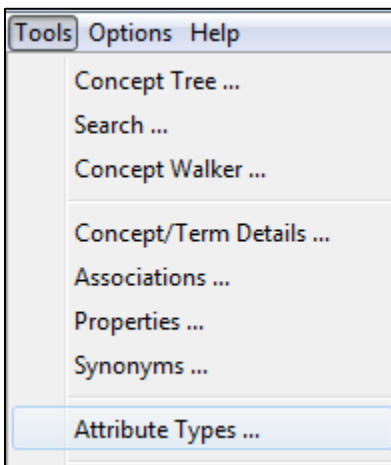 Tools Options Help
Concept Tree ...
Search ...
Concept Walker ...
Concept/Term Details ...
Associations ...
Properties ...
Synonyms ...
Attribute Types ...